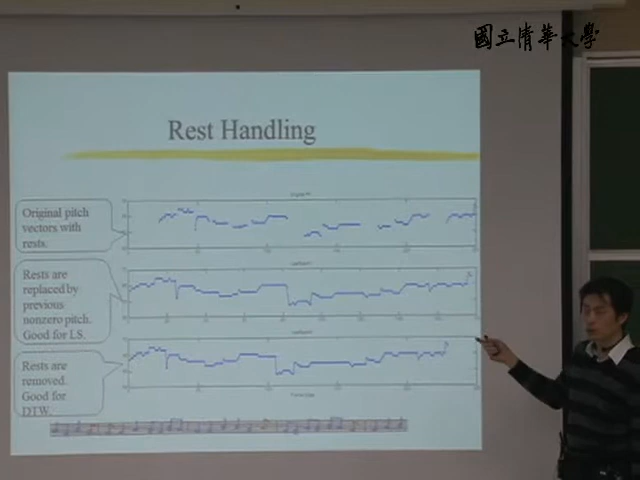 國立清華大學
Rest Handling
Original pitch
vectors with
rests.
Rests are
replaced by
previous
nonzero pitch.
Good for LS.
Rests are
removed.
Good for
DTW.